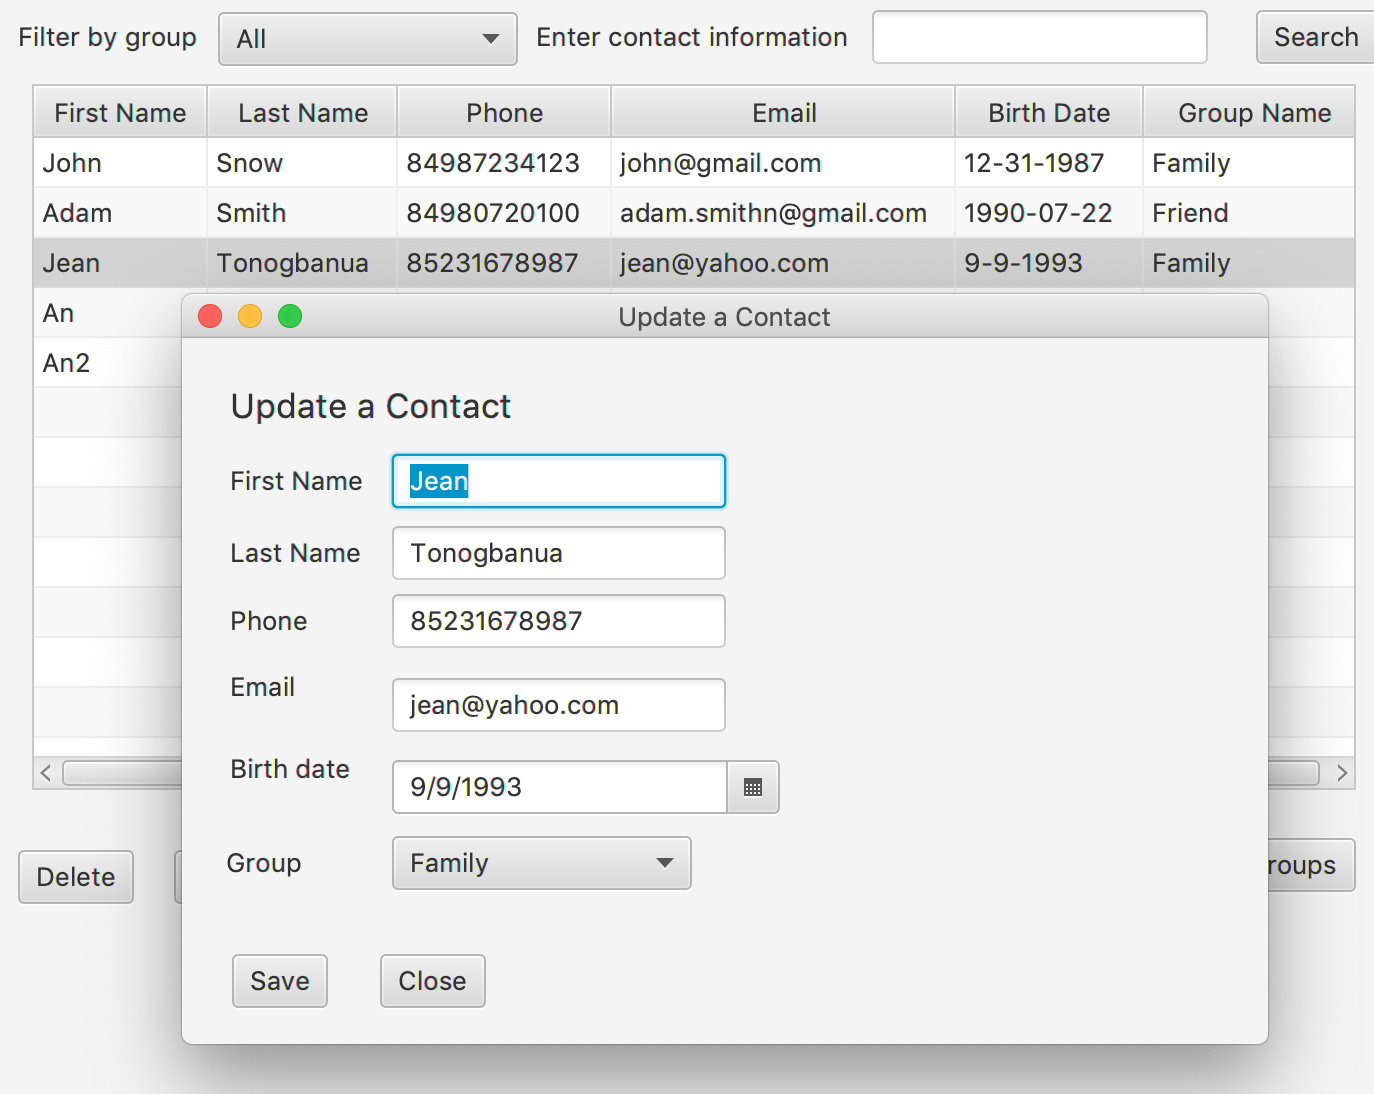 Filter by group All Enter contact information Search
First Name Last Name Phone Email Birth Date Group Name
John Snow 84987234123 john@gmail.com 12-31-1987 Family
Adam Smith 84980720100 adam.smithn@gmail.com 1990-07-22 Friend
Jean Tonogbanua 85231678987 jean@yahoo.com 9-9-1993 Family
An
An2
Update a Contact
Update a Contact
First Name Jean
Last Name Tonogbanua
Phone 85231678987
Email jean@yahoo.com
Birth date 9/9/1993
Group Family
Save Close
Delete
roups